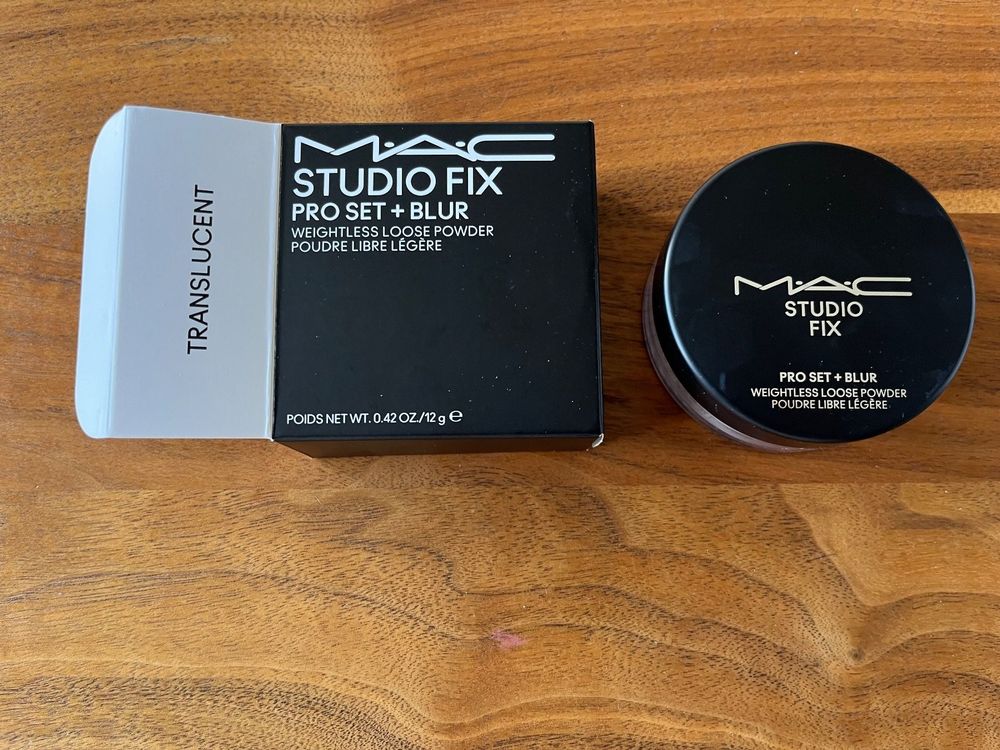 TRANSLUCENT
M·A·C
STUDIO FIX
PRO SET + BLUR
WEIGHTLESS LOOSE POWDER
POUDRE LIBRE LÉGÈRE
POIDS NET WT. 0.42 OZ./12 g ℮
M·A·C
STUDIO
FIX
PRO SET + BLUR
WEIGHTLESS LOOSE POWDER
POUDRE LIBRE LÉGÈRE